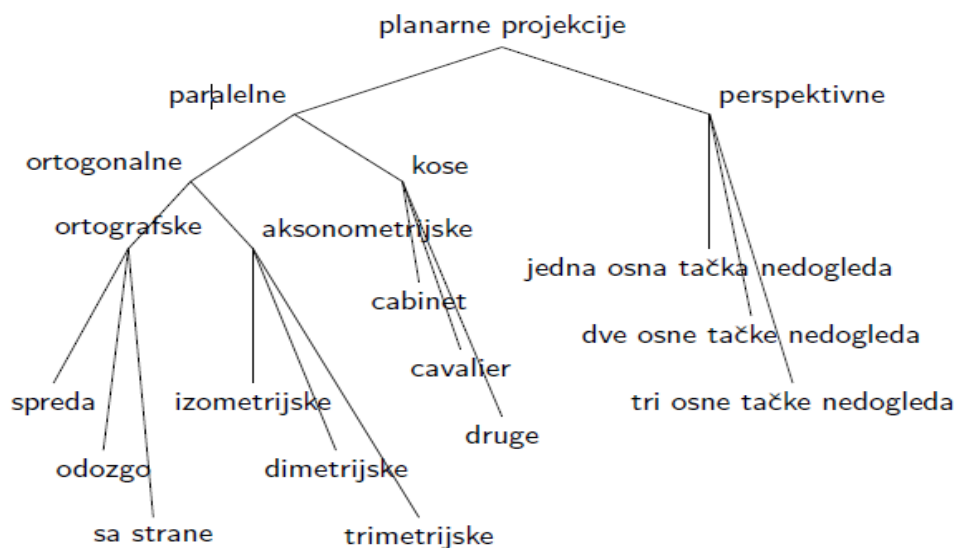 planarne projekcije
paralelne
perspektivne
ortogonalne
kose
ortografske
aksonometrijske
jedna osna tačka nedogleda
cabinet
dve osne tačke nedogleda
cavalier
spreda
izometrijske
tri osne tačke nedogleda
druge
odozgo
dimetrijske
sa strane
trimetrijske